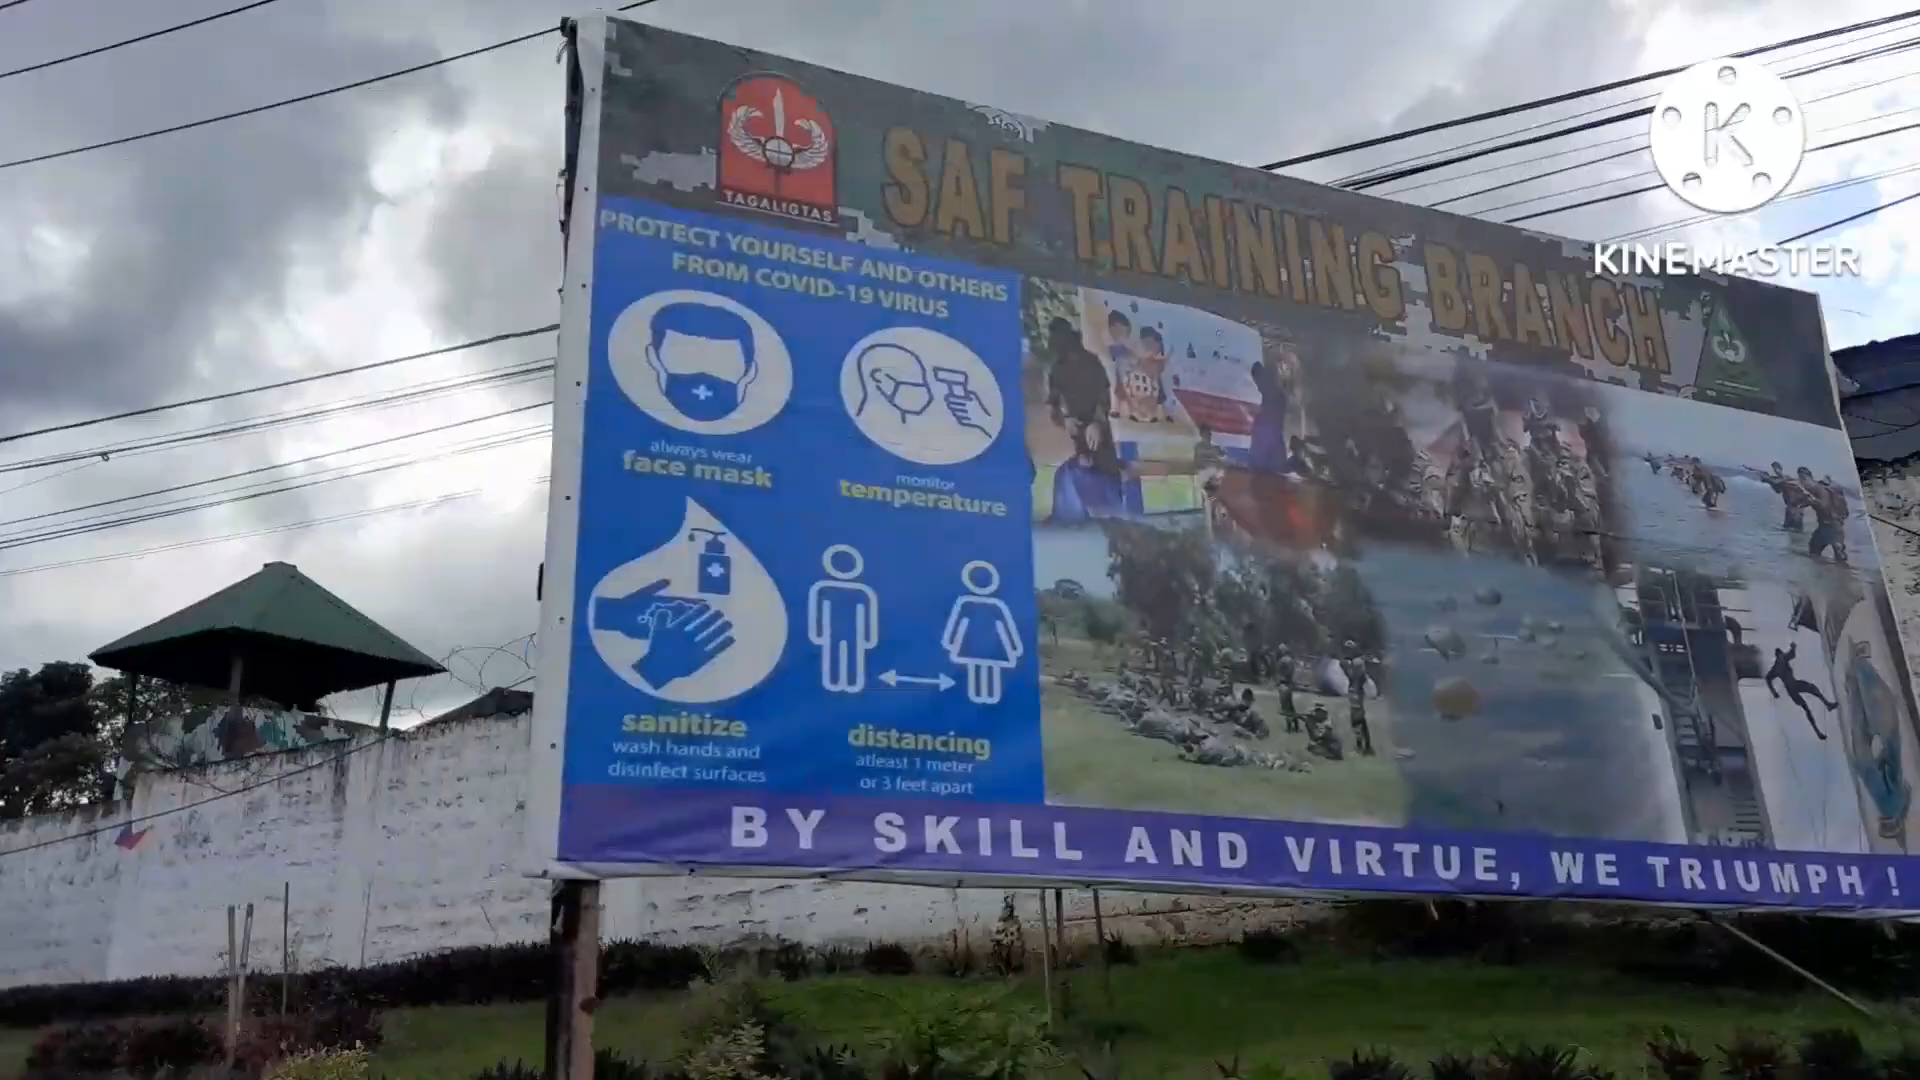 TAGALIGTAS
SAF TRAINING BRANCH
K
KINEMASTER
PROTECT YOURSELF AND OTHERS
FROM COVID-19 VIRUS
always wear
face mask
monitor
temperature
sanitize
wash hands and
disinfect surfaces
distancing
atleast 1 meter
or 3 feet apart
BY SKILL AND VIRTUE, WE TRIUMPH !